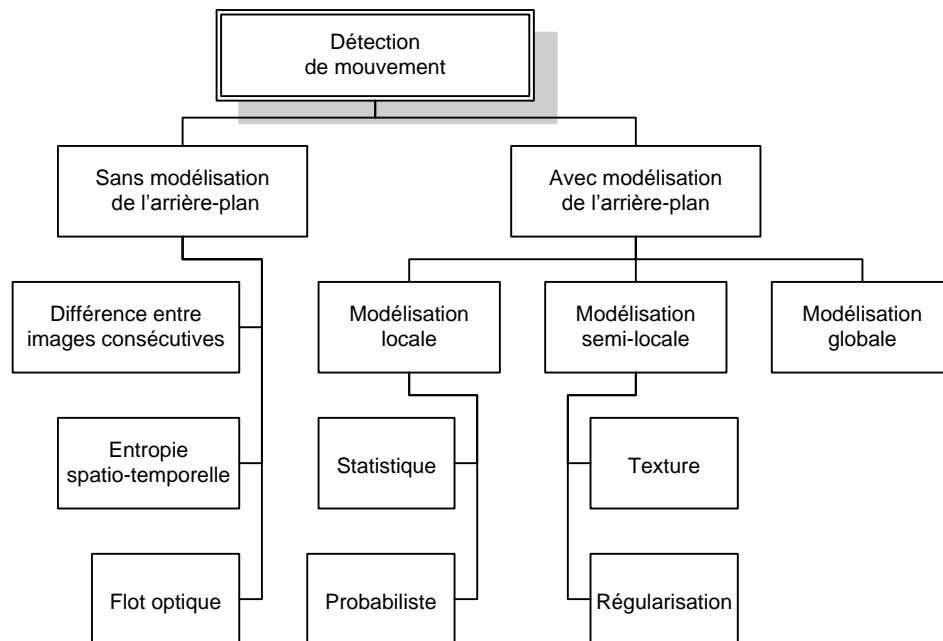 Détection
de mouvement
Sans modélisation
de l'arrière-plan
Avec modélisation
de l'arrière-plan
Différence entre
images consécutives
Modélisation
locale
Modélisation
semi-locale
Modélisation
globale
Entropie
spatio-temporelle
Statistique
Texture
Flot optique
Probabiliste
Régularisation